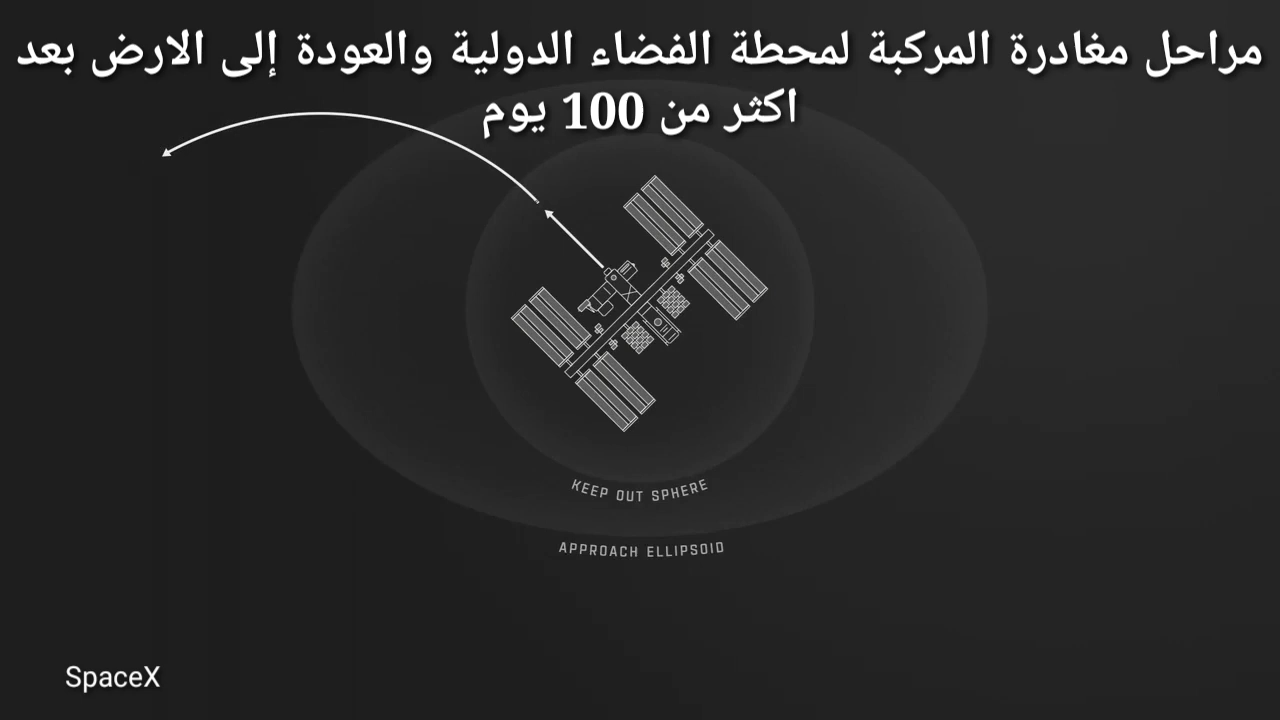 مراحل مغادرة المركبة لمحطة الفضاء الدولية والعودة إلى الارض بعد
اكثر من 100 يوم
KEEP OUT SPHERE
APPROACH ELLIPSOID
SpaceX